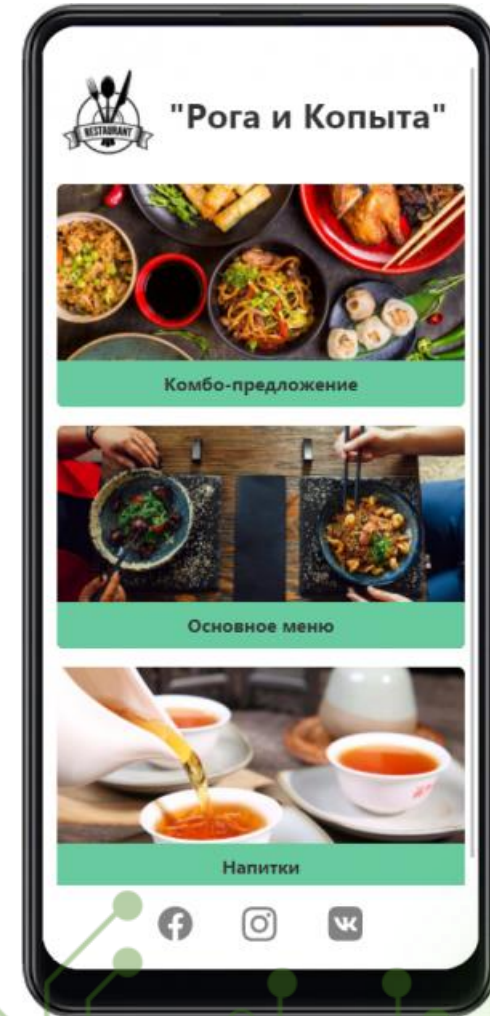 RESTAURANT
"Рога и Копыта"
Комбо-предложение
Основное меню
Напитки